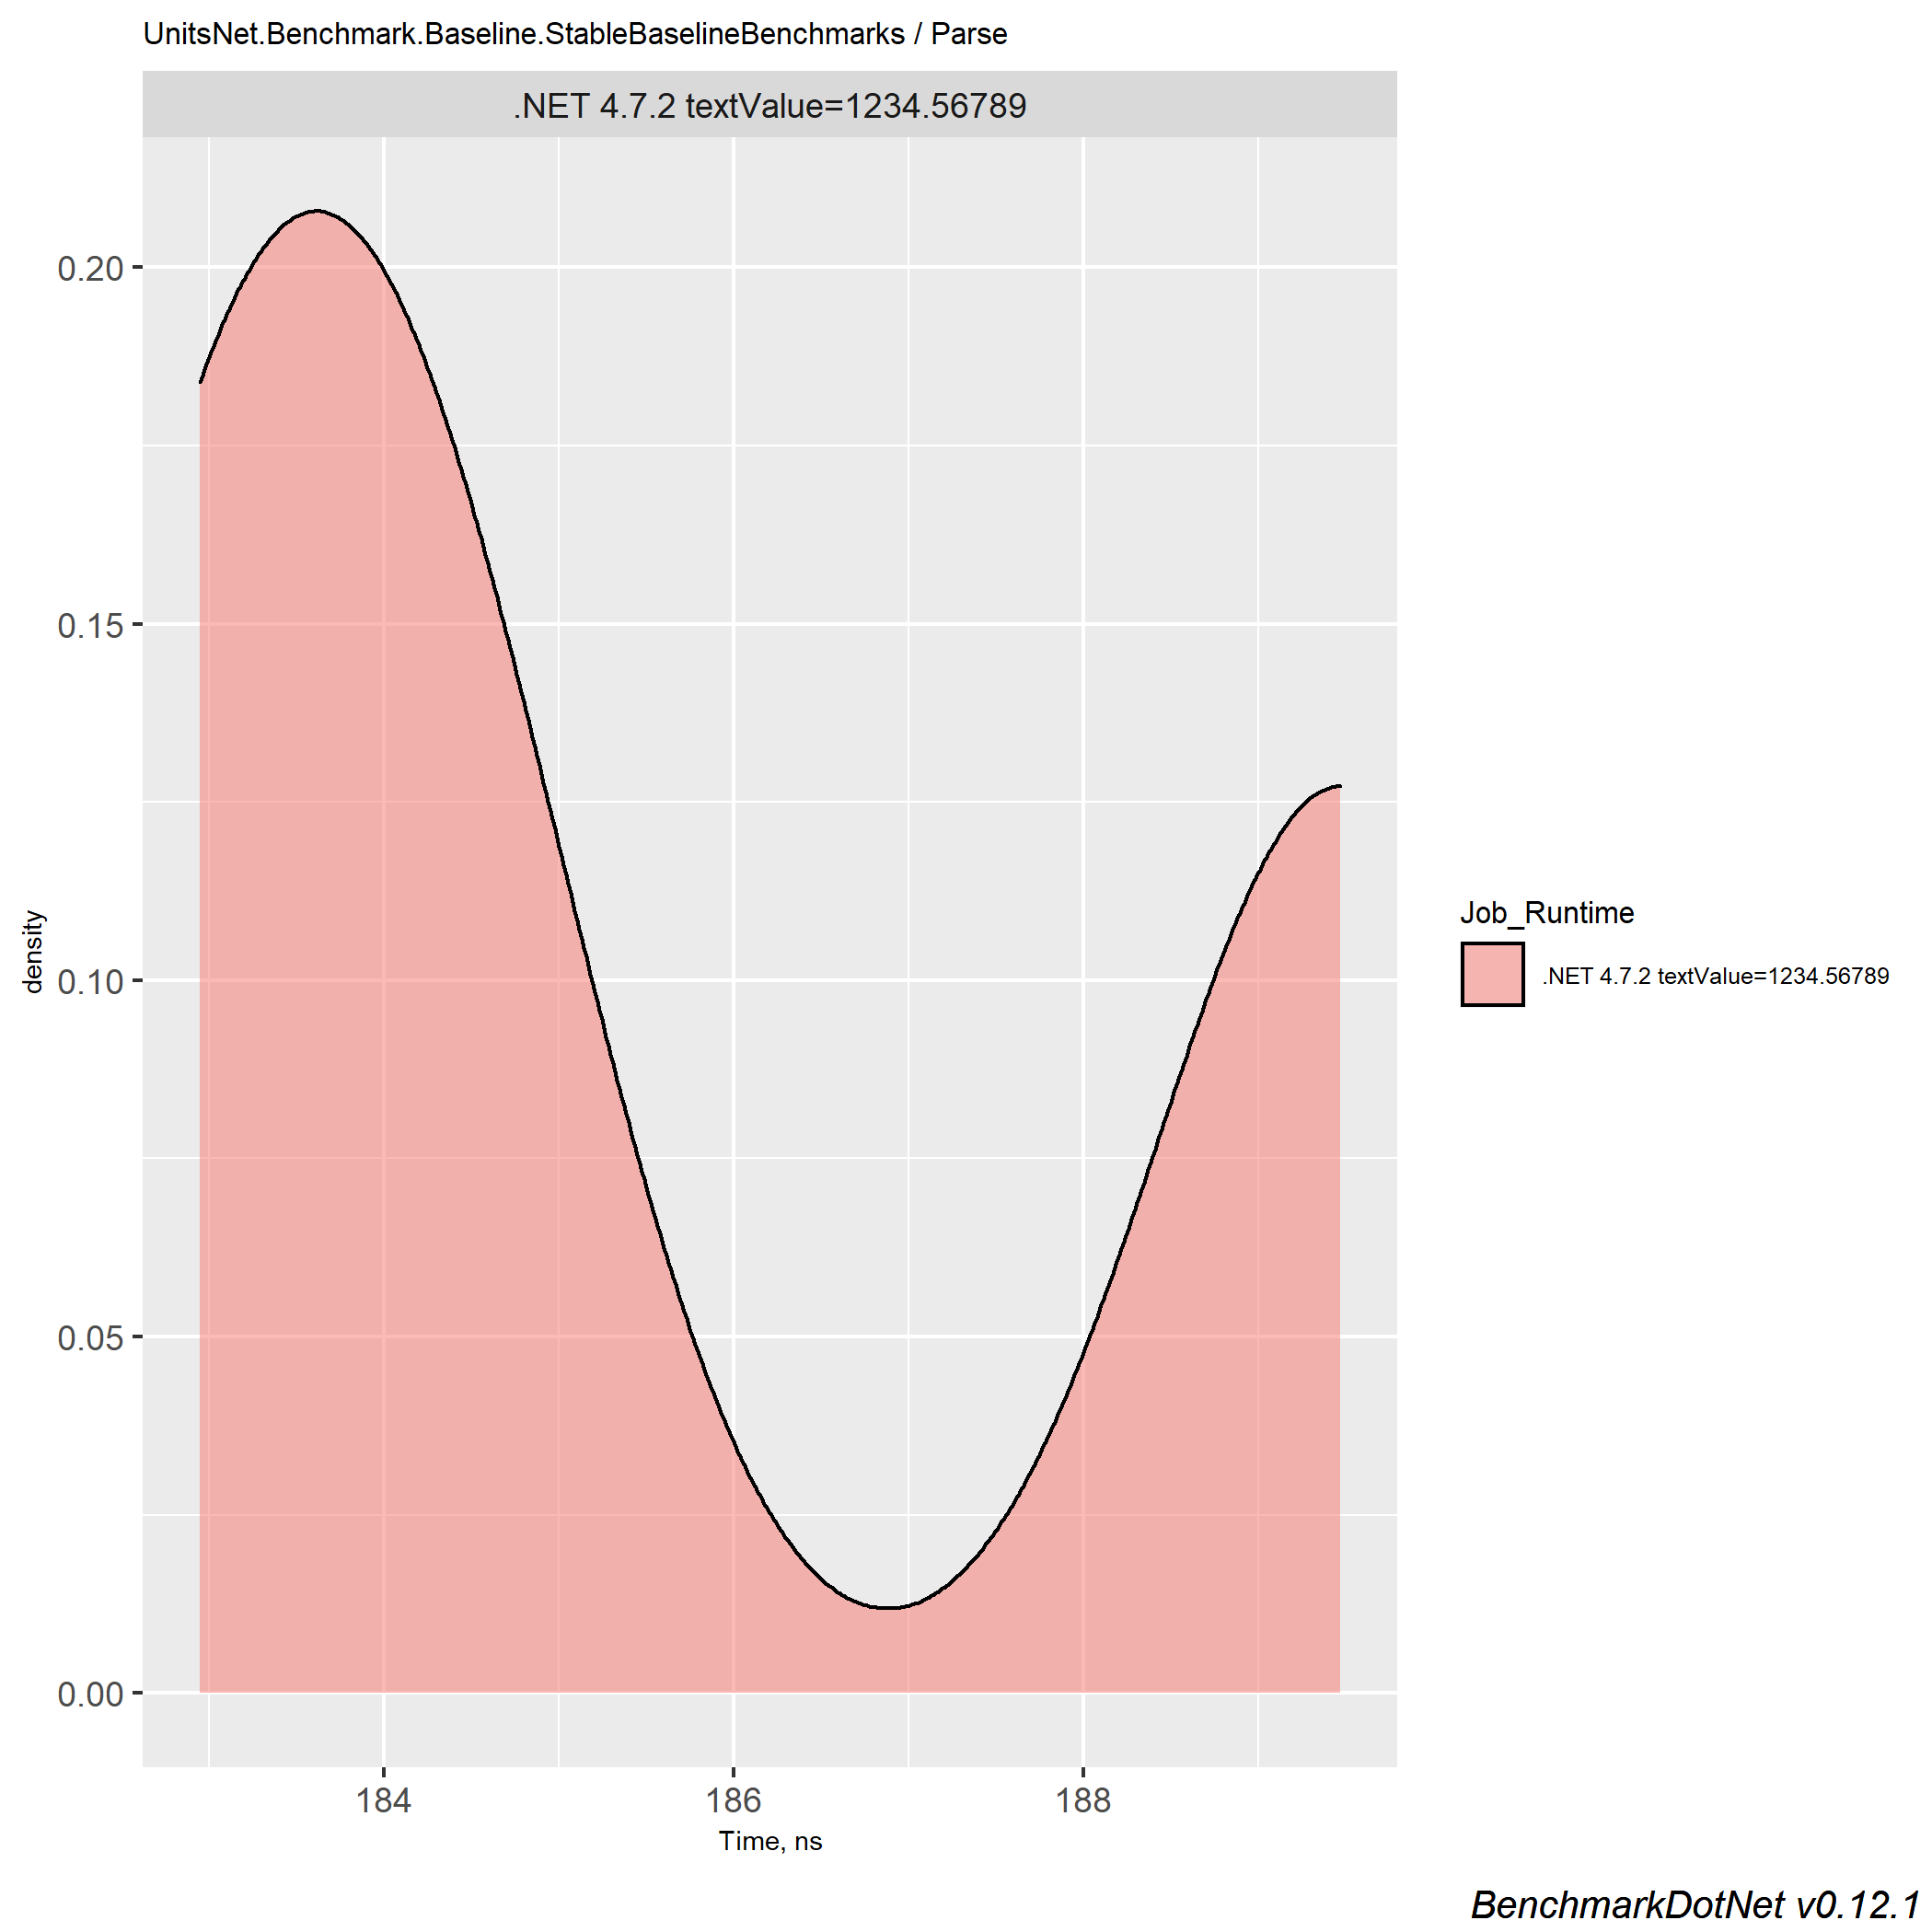 UnitsNet.Benchmark.Baseline.StableBaselineBenchmarks / Parse
.NET 4.7.2 textValue=1234.56789
0.20
0.15
0.10
0.05
0.00
density
184 186 188
Time, ns
Job_Runtime
.NET 4.7.2 textValue=1234.56789
BenchmarkDotNet v0.12.1